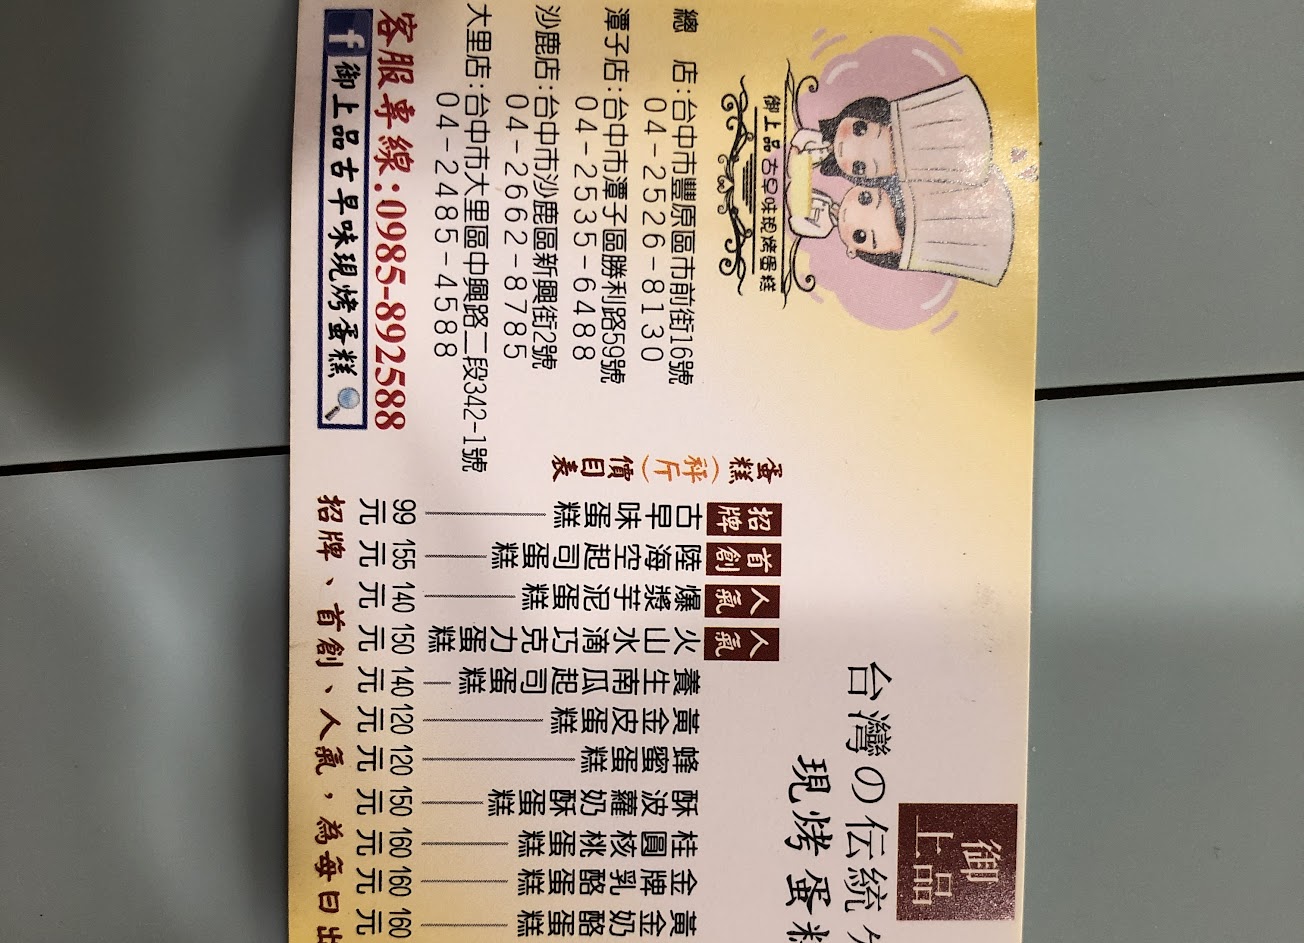 御上品古早味現烤蛋糕
總　店：台中市豐原區市前街16號
04-2526-8130
潭子店：台中市潭子區勝利路59號
04-2535-6488
沙鹿店：台中市沙鹿區新興街2號
04-2662-8785
大里店：台中市大里區中興路二段342-1號
04-2485-4588
客服專線：0985-892588
f 御上品古早味現烤蛋糕
御上品
台灣の伝統
現烤蛋糕
蛋糕(秤斤)價目表
招牌 古早味蛋糕 99元
首創 陸海空起司蛋糕 155元
人氣 爆漿芋泥蛋糕 140元
人氣 火山水滴巧克力蛋糕 150元
養生南瓜起司蛋糕 140元
黃金皮蛋糕 120元
蜂蜜蛋糕 120元
酥波蘿奶酥蛋糕 150元
桂圓核桃蛋糕 160元
金牌乳酪蛋糕 160元
黃金奶酪蛋糕 160元
招牌、首創、人氣，為每日出